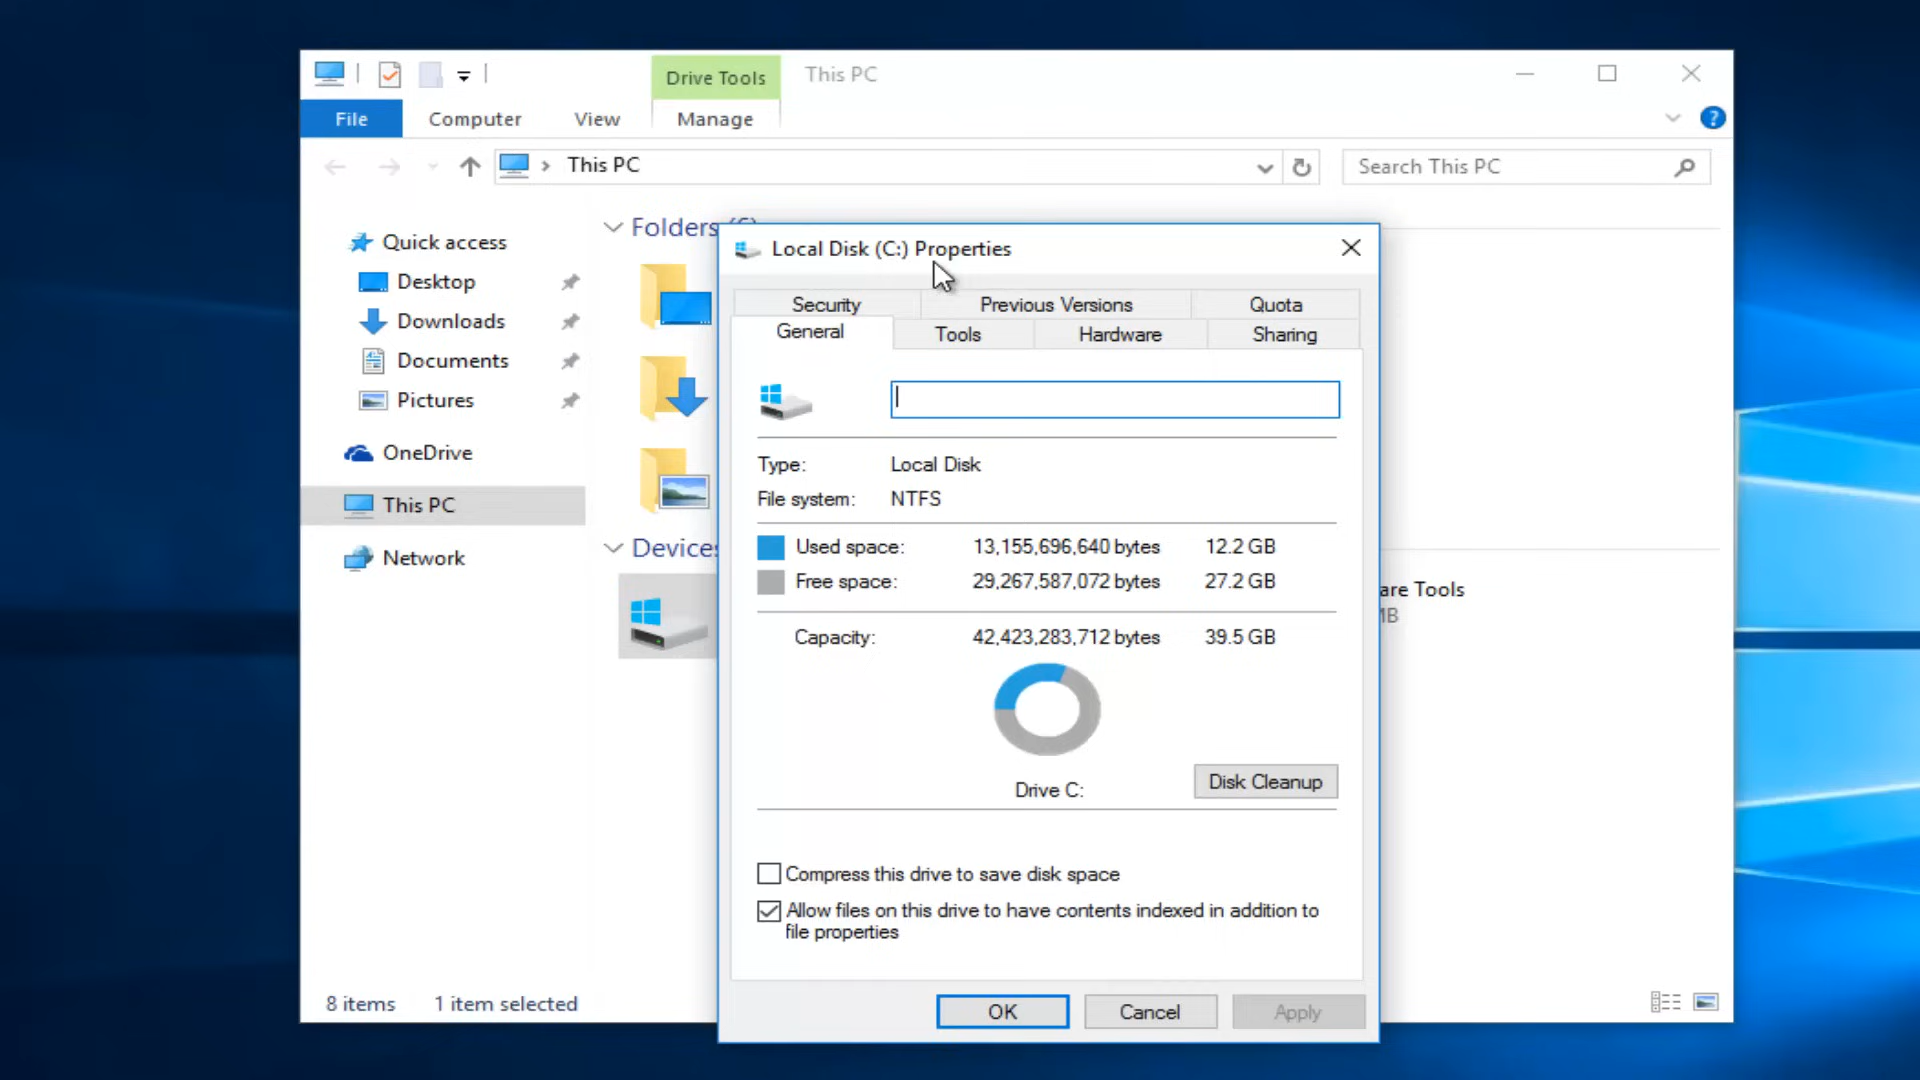 Drive Tools
This PC
File
Computer
View
Manage
?
This PC
Search This PC
Quick access
Desktop
Downloads
Documents
Pictures
OneDrive
This PC
Network
Folders
Devices
Local Disk (C:) Properties
Security
Previous Versions
Quota
General
Tools
Hardware
Sharing
Type: Local Disk
File system: NTFS
Used space: 13,155,696,640 bytes 12.2 GB
Free space: 29,267,587,072 bytes 27.2 GB
Capacity: 42,423,283,712 bytes 39.5 GB
Drive C:
Disk Cleanup
Compress this drive to save disk space
Allow files on this drive to have contents indexed in addition to
file properties
OK
Cancel
Apply
are Tools
MB
8 items
1 item selected